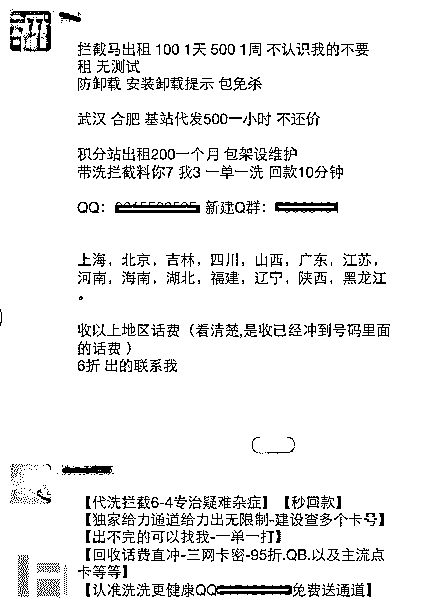 拦截马出租 100 1天 500 1周 不认识我的不要
租 无测试
防卸载 安装卸载提示 包免杀
武汉 合肥 基站代发500一小时 不还价
积分站出租200一个月 包架设维护
带洗拦截料你7 我3 一单一洗 回款10分钟
QQ: 新建Q群:
上海，北京，吉林，四川，山西，广东，江苏，
河南，海南，湖北，福建，辽宁，陕西，黑龙江
。
收以上地区话费（看清楚,是收已经冲到号码里面
的话费）
6折 出的联系我
【代洗拦截6-4专治疑难杂症】【秒回款】
【独家给力通道给力出无限制-建设查多个卡号】
【出不完的可以找我-一单一打】
【回收话费直冲-三网卡密-95折.QB.以及主流点
卡等等】
【认准洗洗更健康QQ 免费送通道】